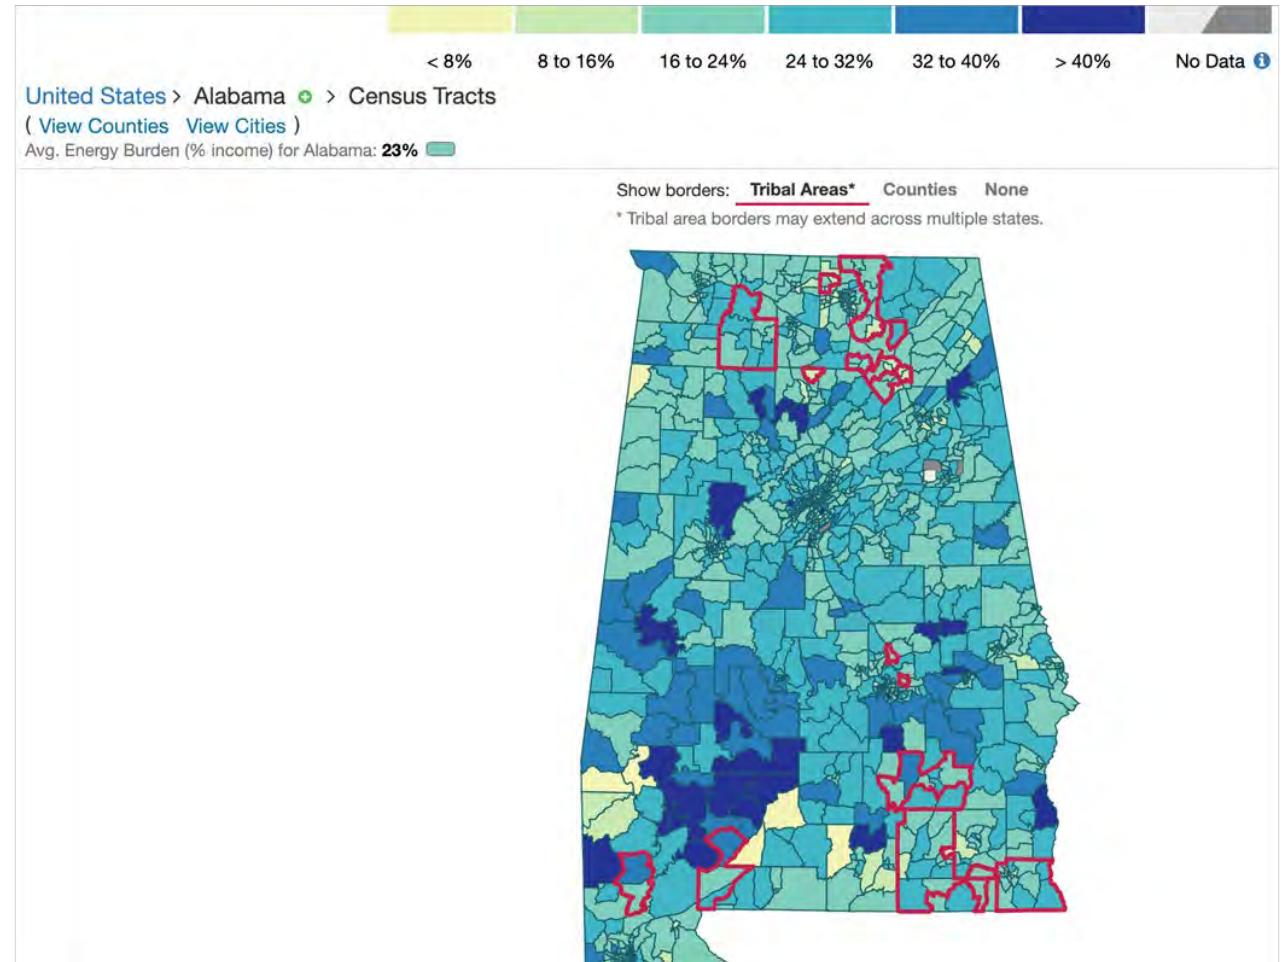 < 8% 8 to 16% 16 to 24% 24 to 32% 32 to 40% > 40% No Data i
United States > Alabama + > Census Tracts
( View Counties View Cities )
Avg. Energy Burden (% income) for Alabama: 23%
Show borders: Tribal Areas* Counties None
* Tribal area borders may extend across multiple states.